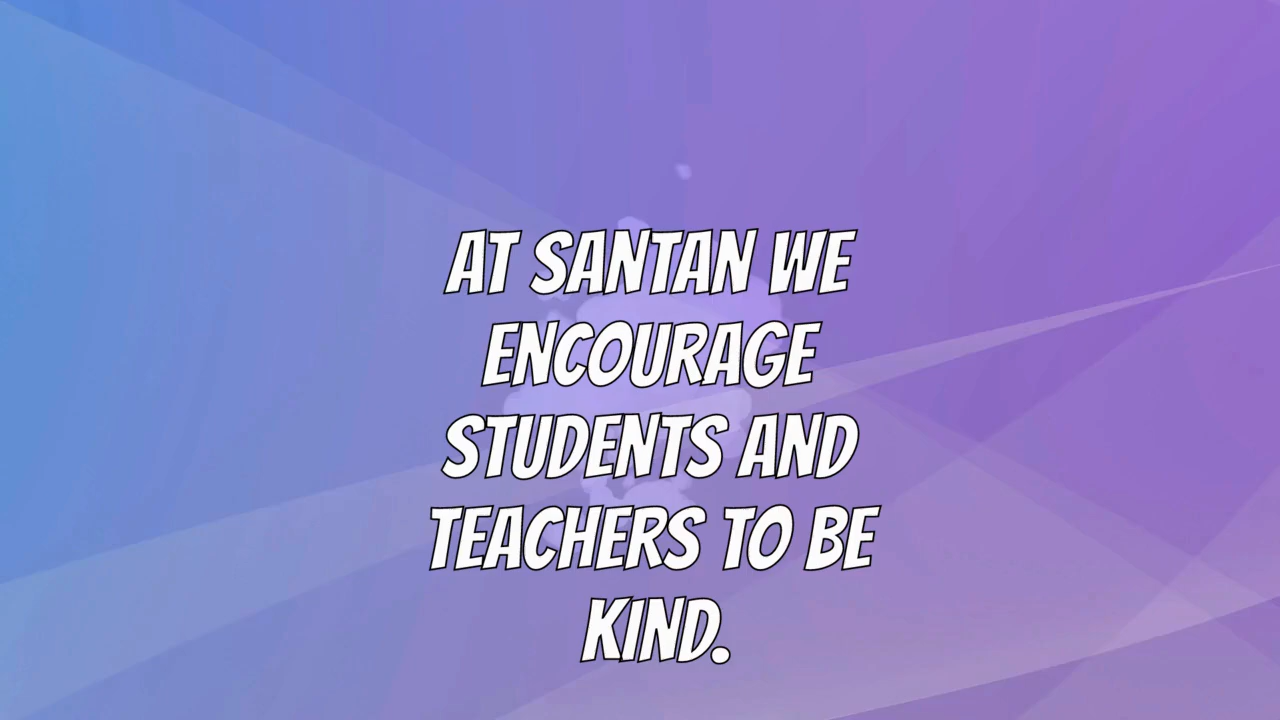 AT SANTAN WE
ENCOURAGE
STUDENTS AND
TEACHERS TO BE
KIND.